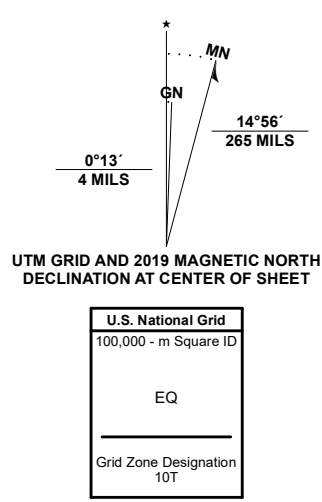 ★
MN
GN
0°13´
4 MILS
14°56´
265 MILS
UTM GRID AND 2019 MAGNETIC NORTH
DECLINATION AT CENTER OF SHEET
U.S. National Grid
100,000 - m Square ID
EQ
Grid Zone Designation
10T